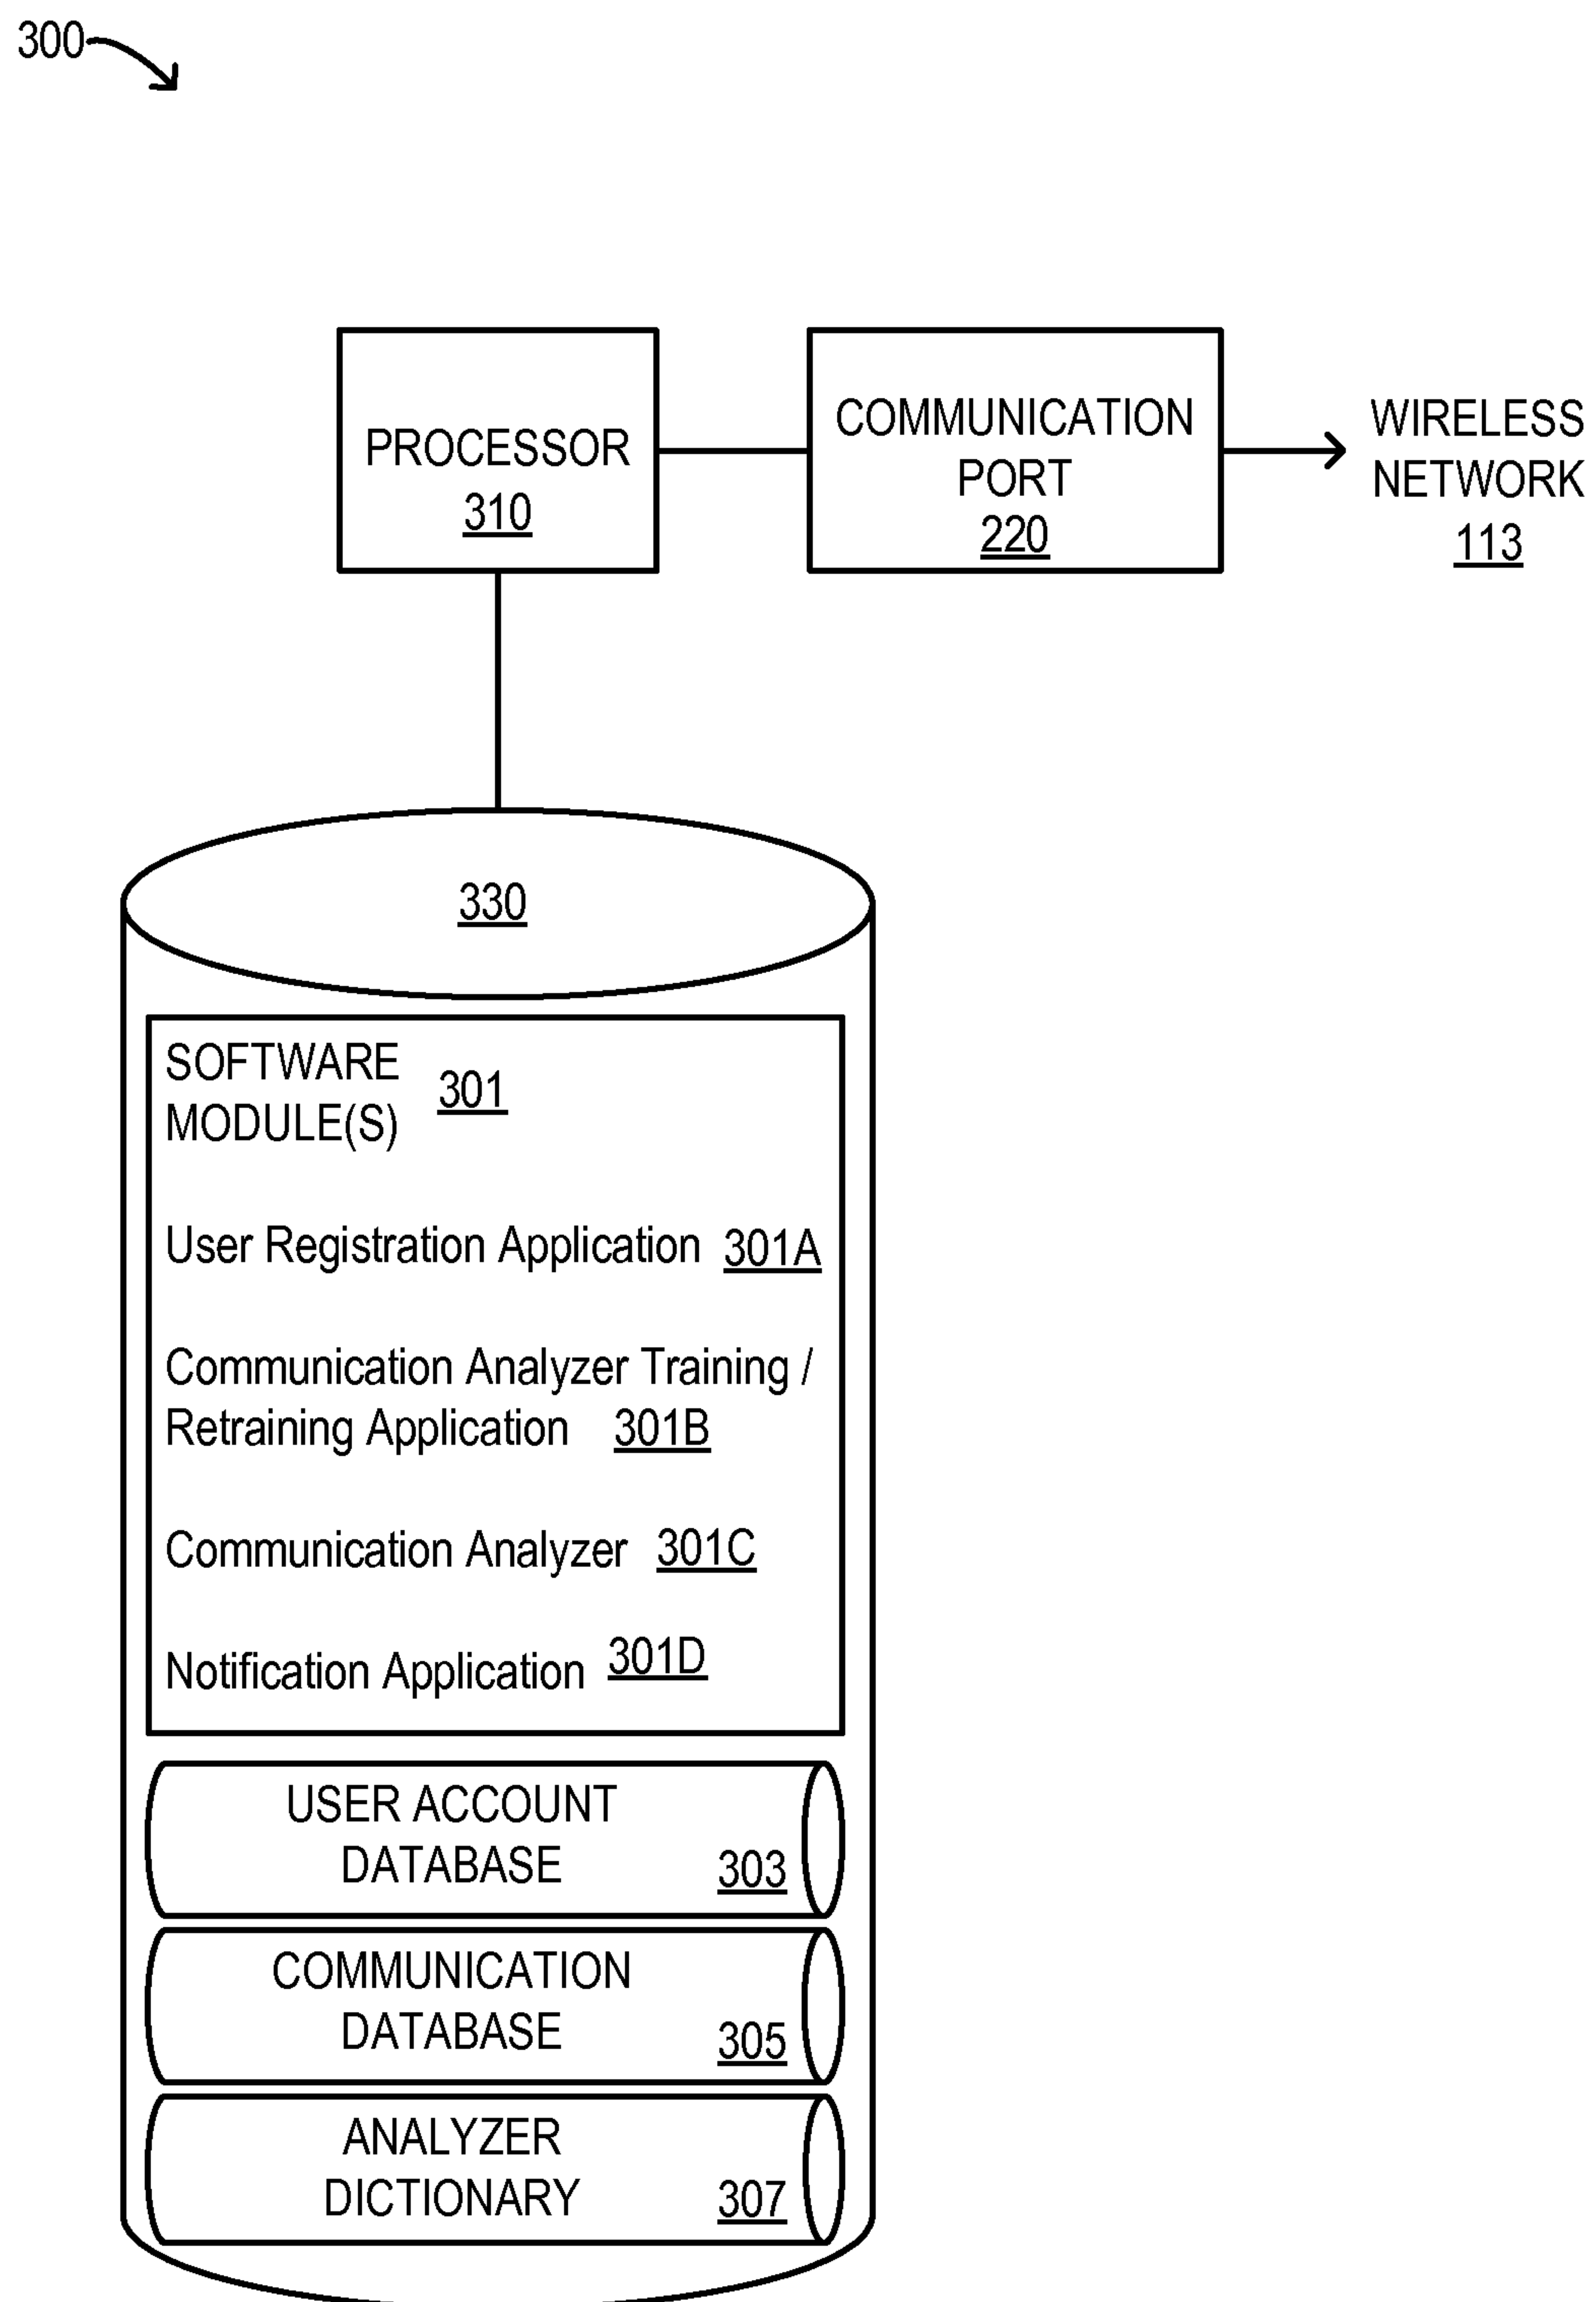 300
PROCESSOR
310
COMMUNICATION
PORT
220
WIRELESS
NETWORK
113
330
SOFTWARE
MODULE(S) 301
User Registration Application 301A
Communication Analyzer Training /
Retraining Application 301B
Communication Analyzer 301C
Notification Application 301D
USER ACCOUNT
DATABASE 303
COMMUNICATION
DATABASE 305
ANALYZER
DICTIONARY 307